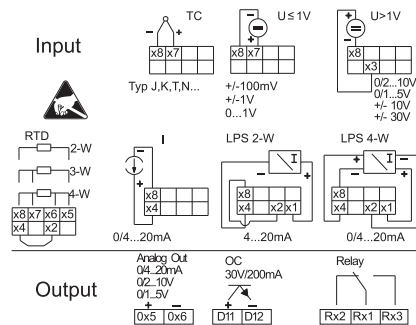 Input
TC
- +
x8 x7
Typ J,K,T,N...
U≤1V
+ -
x8 x7
+/-100mV
+/-1V
0...1V
U>1V
+
-
x8
x3
0/2...10V
0/1...5V
+/- 10V
+/- 30V
RTD
2-W
3-W
4-W
x8 x7 x6 x5
x4 x2
I
-
+
x8
x4
0/4...20mA
LPS 2-W
I
+ -
x8
x4 x2 x1
4...20mA
LPS 4-W
+ I -
- +
x8
x4 x2 x1
0/4...20mA
Output
Analog Out
0/4...20mA
0/2...10V
0/1...5V
+ -
0x5 0x6
OC
30V/200mA
+ -
D11 D12
Relay
Rx2 Rx1 Rx3